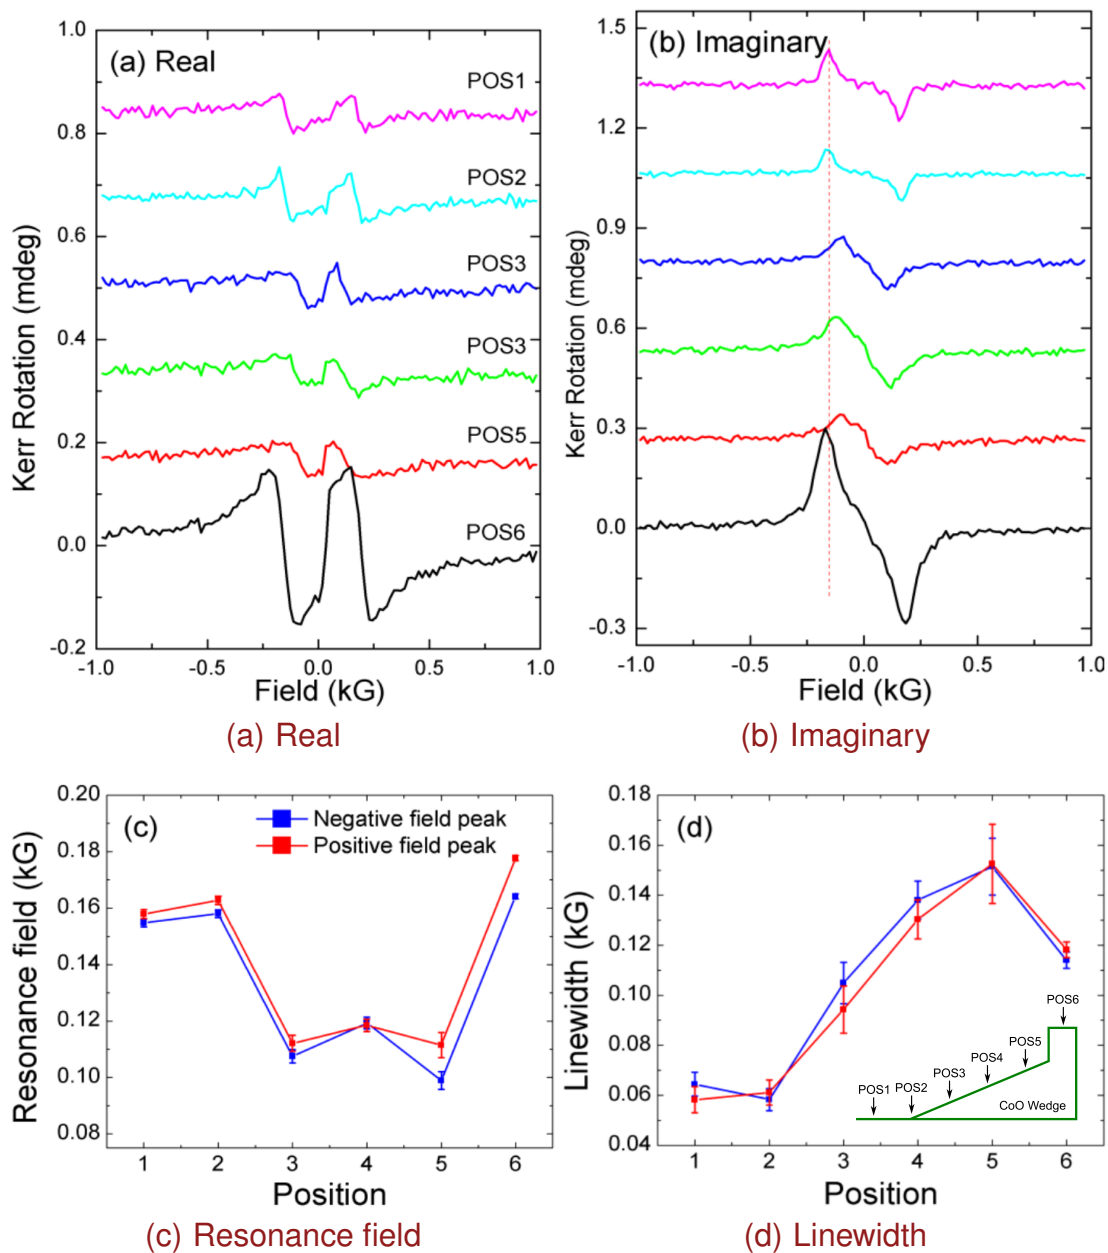 (a) Real
POS1
POS2
POS3
POS3
POS5
POS6
1.0
0.8
0.6
0.4
0.2
0.0
-0.2
Kerr Rotation (mdeg)
-1.0 -0.5 0.0 0.5 1.0
Field (kG)
(a) Real
(b) Imaginary
1.5
1.2
0.9
0.6
0.3
0.0
-0.3
Kerr Rotation (mdeg)
-1.0 -0.5 0.0 0.5 1.0
Field (kG)
(b) Imaginary
(c)
Negative field peak
Positive field peak
0.20
0.18
0.16
0.14
0.12
0.10
0.08
Resonance field (kG)
1 2 3 4 5 6
Position
(c) Resonance field
(d)
0.18
0.16
0.14
0.12
0.10
0.08
0.06
0.04
Linewidth (kG)
POS6
POS5
POS4
POS3
POS2
POS1
CoO Wedge
1 2 3 4 5 6
Position
(d) Linewidth